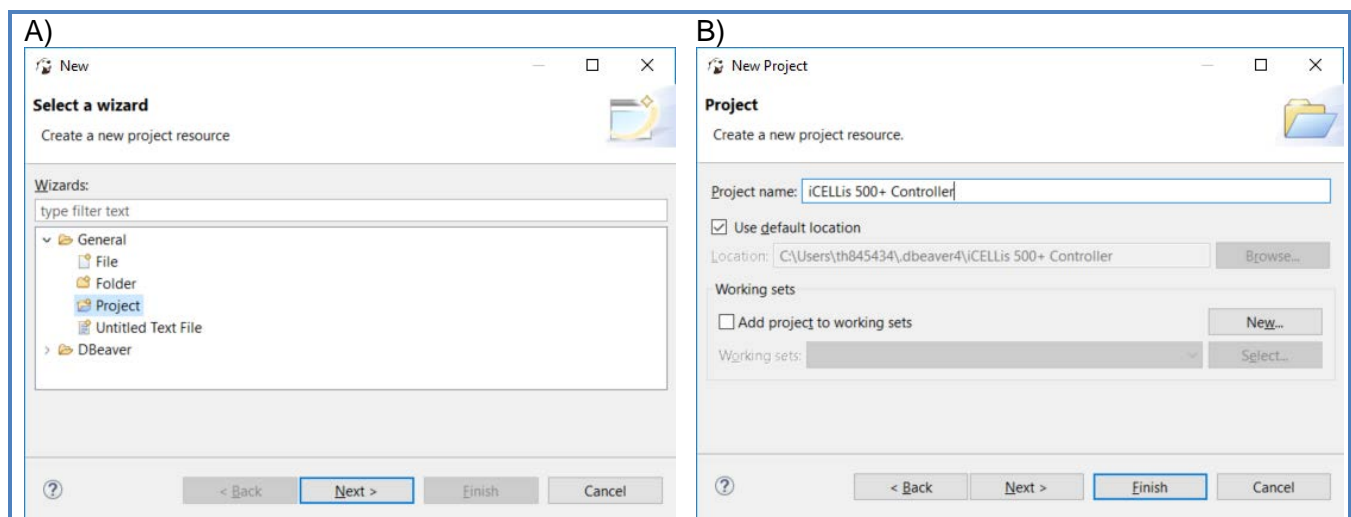 A)
New
Select a wizard
Create a new project resource
Wizards:
type filter text
General
File
Folder
Project
Untitled Text File
DBeaver
< Back Next > Finish Cancel
B)
New Project
Project
Create a new project resource.
Project name: iCELLis 500+ Controller
Use default location
Location: C:\Users\th845434\.dbeaver4\iCELLis 500+ Controller Browse...
Working sets
Add project to working sets New...
Working sets: Select...
< Back Next > Finish Cancel